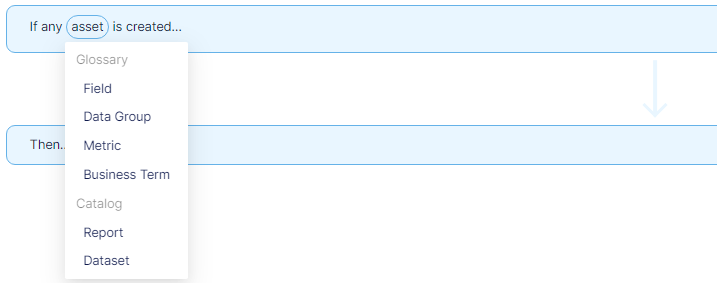 If any asset is created...
Glossary
Field
Data Group
Metric
Business Term
Catalog
Report
Dataset
Then..